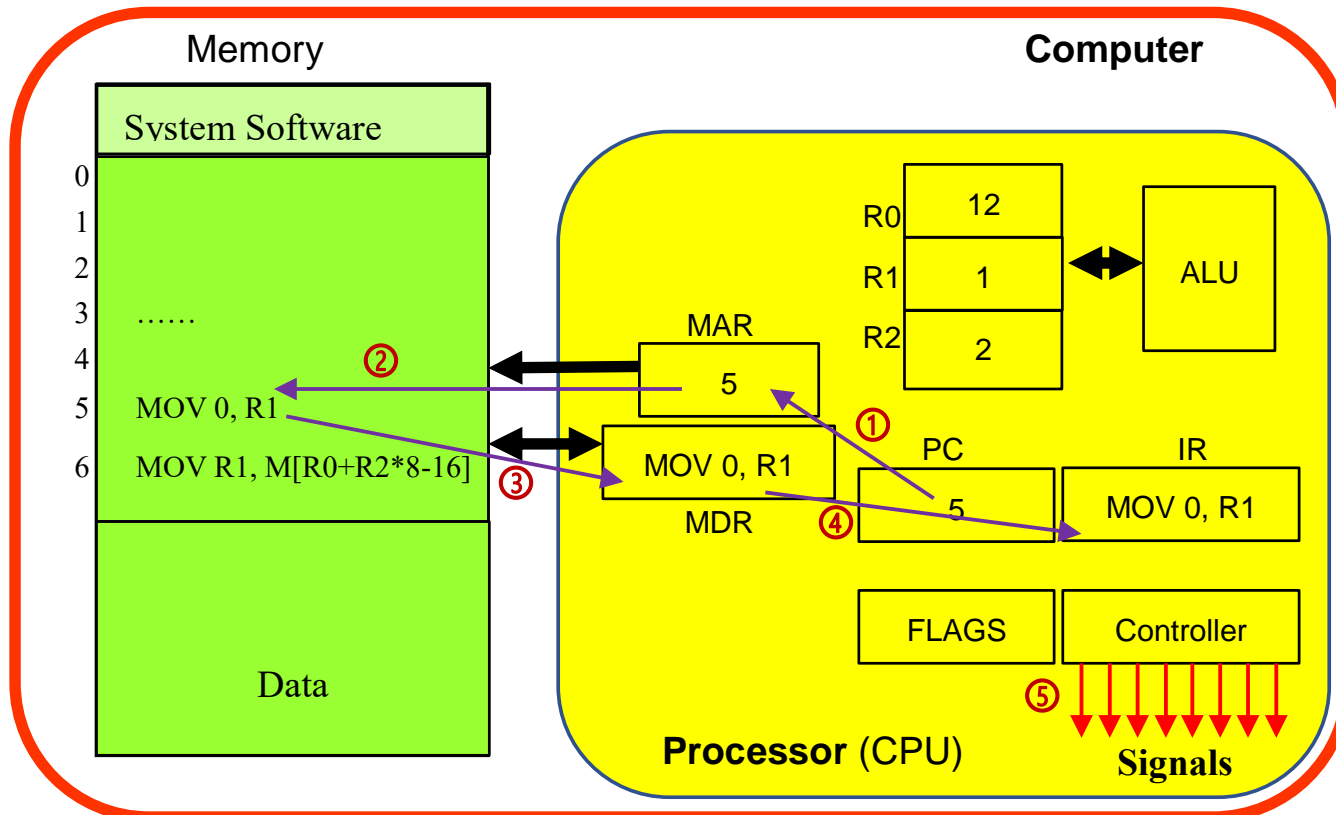 Memory
Computer
System Software
0
1
2
3
......
4
5
MOV 0, R1
6
MOV R1, M[R0+R2*8-16]
Data
R0
12
R1
1
R2
2
ALU
MAR
5
②
①
③
MOV 0, R1
MDR
④
PC
5
IR
MOV 0, R1
FLAGS
Controller
⑤
Signals
Processor (CPU)